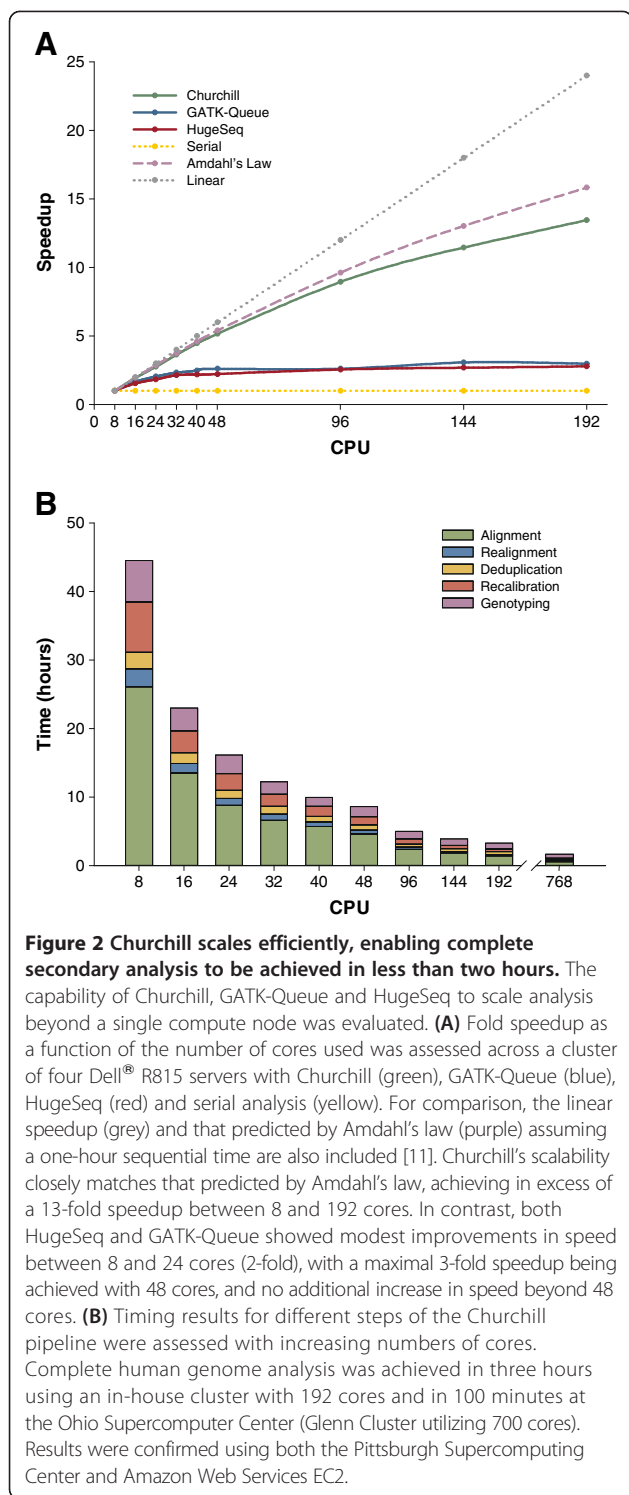 A
25
20
15
10
5
0
Speedup
Churchill
GATK-Queue
HugeSeq
Serial
Amdahl's Law
Linear
0 8 16 24 32 40 48 96 144 192
CPU
B
50
40
30
20
10
0
Time (hours)
Alignment
Realignment
Deduplication
Recalibration
Genotyping
8 16 24 32 40 48 96 144 192 768
CPU
Figure 2 Churchill scales efficiently, enabling complete
secondary analysis to be achieved in less than two hours. The
capability of Churchill, GATK-Queue and HugeSeq to scale analysis
beyond a single compute node was evaluated. (A) Fold speedup as
a function of the number of cores used was assessed across a cluster
of four Dell® R815 servers with Churchill (green), GATK-Queue (blue),
HugeSeq (red) and serial analysis (yellow). For comparison, the linear
speedup (grey) and that predicted by Amdahl's law (purple) assuming
a one-hour sequential time are also included [11]. Churchill's scalability
closely matches that predicted by Amdahl's law, achieving in excess of
a 13-fold speedup between 8 and 192 cores. In contrast, both
HugeSeq and GATK-Queue showed modest improvements in speed
between 8 and 24 cores (2-fold), with a maximal 3-fold speedup being
achieved with 48 cores, and no additional increase in speed beyond 48
cores. (B) Timing results for different steps of the Churchill
pipeline were assessed with increasing numbers of cores.
Complete human genome analysis was achieved in three hours
using an in-house cluster with 192 cores and in 100 minutes at
the Ohio Supercomputer Center (Glenn Cluster utilizing 700 cores).
Results were confirmed using both the Pittsburgh Supercomputing
Center and Amazon Web Services EC2.